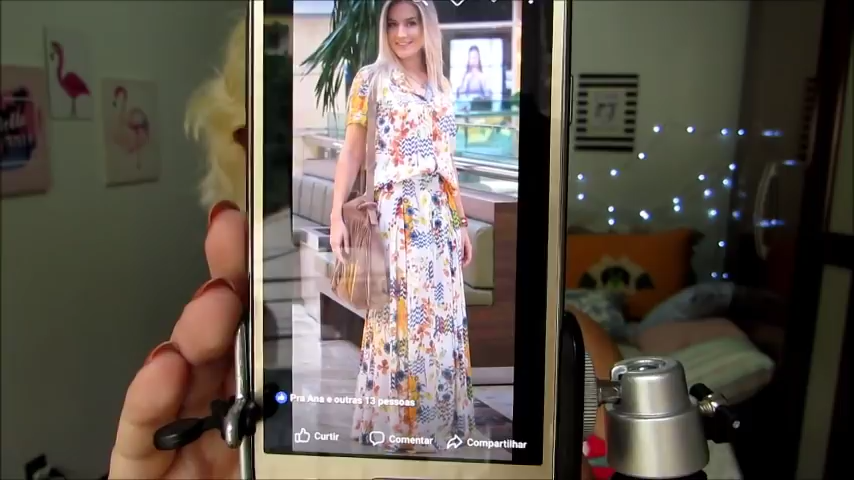 Pra Ana e outras 13 pessoas
Curtir Comentar Compartilhar